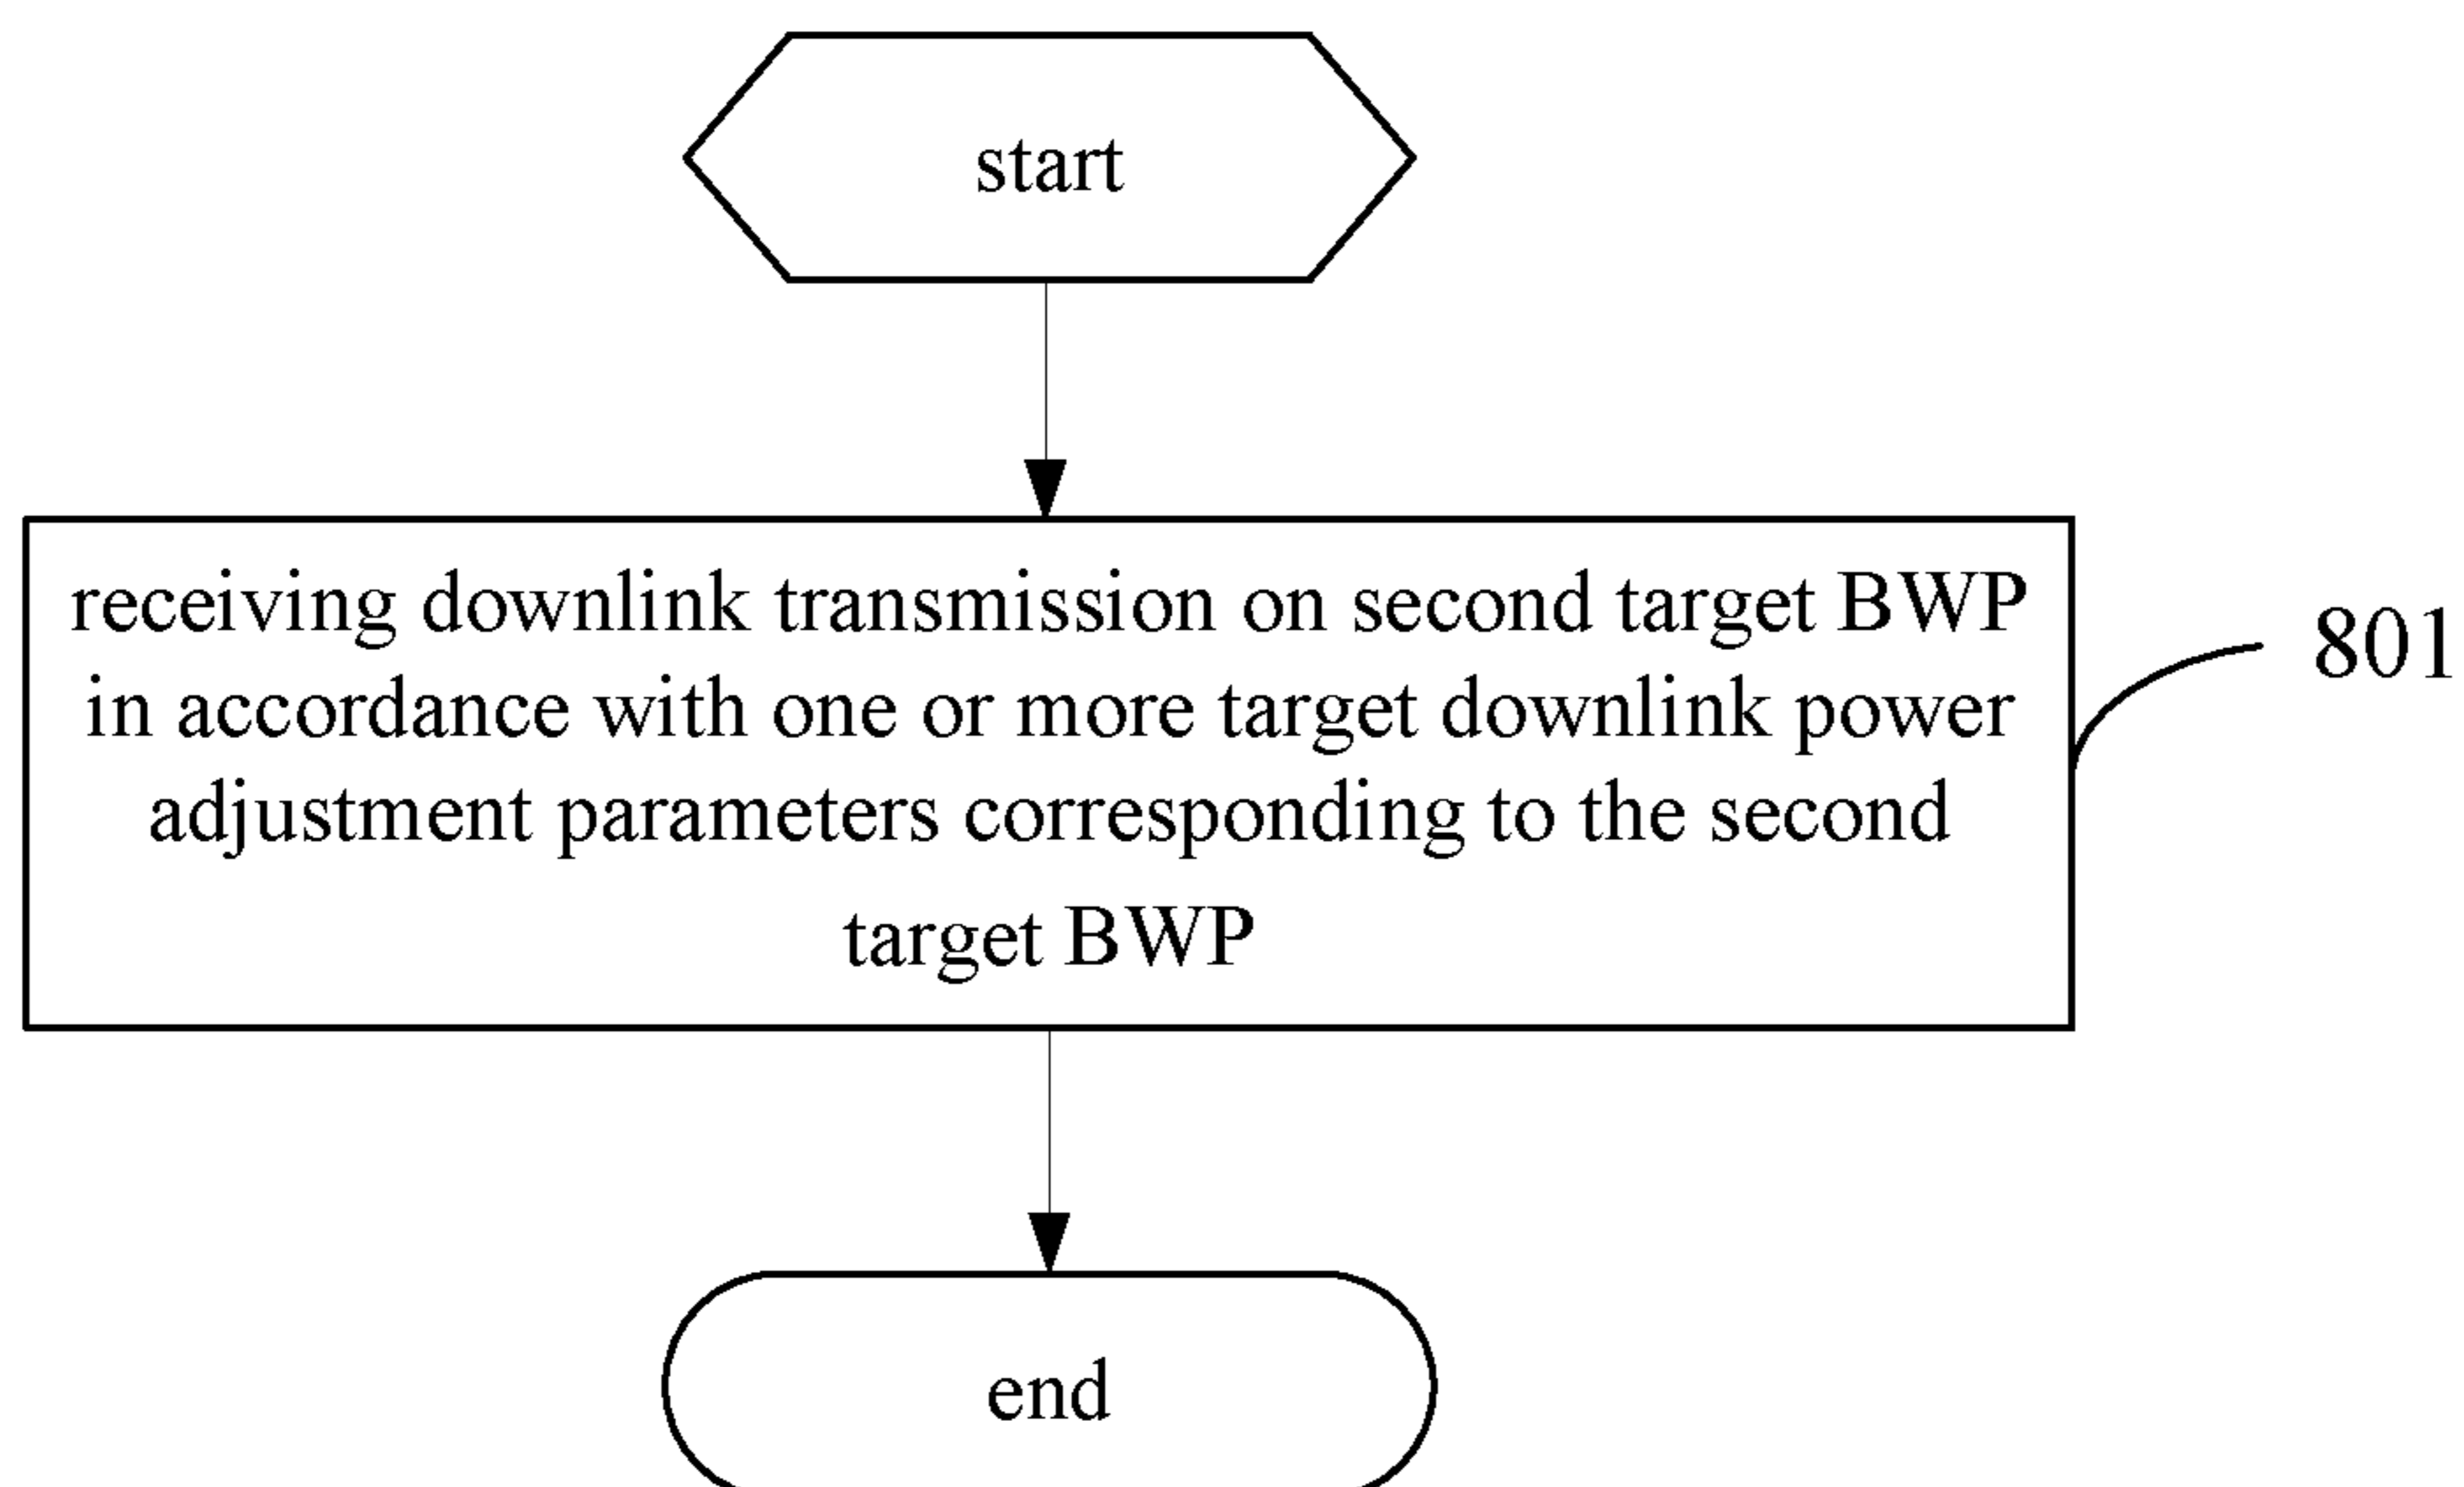 start
receiving downlink transmission on second target BWP
in accordance with one or more target downlink power
adjustment parameters corresponding to the second
target BWP
801
end